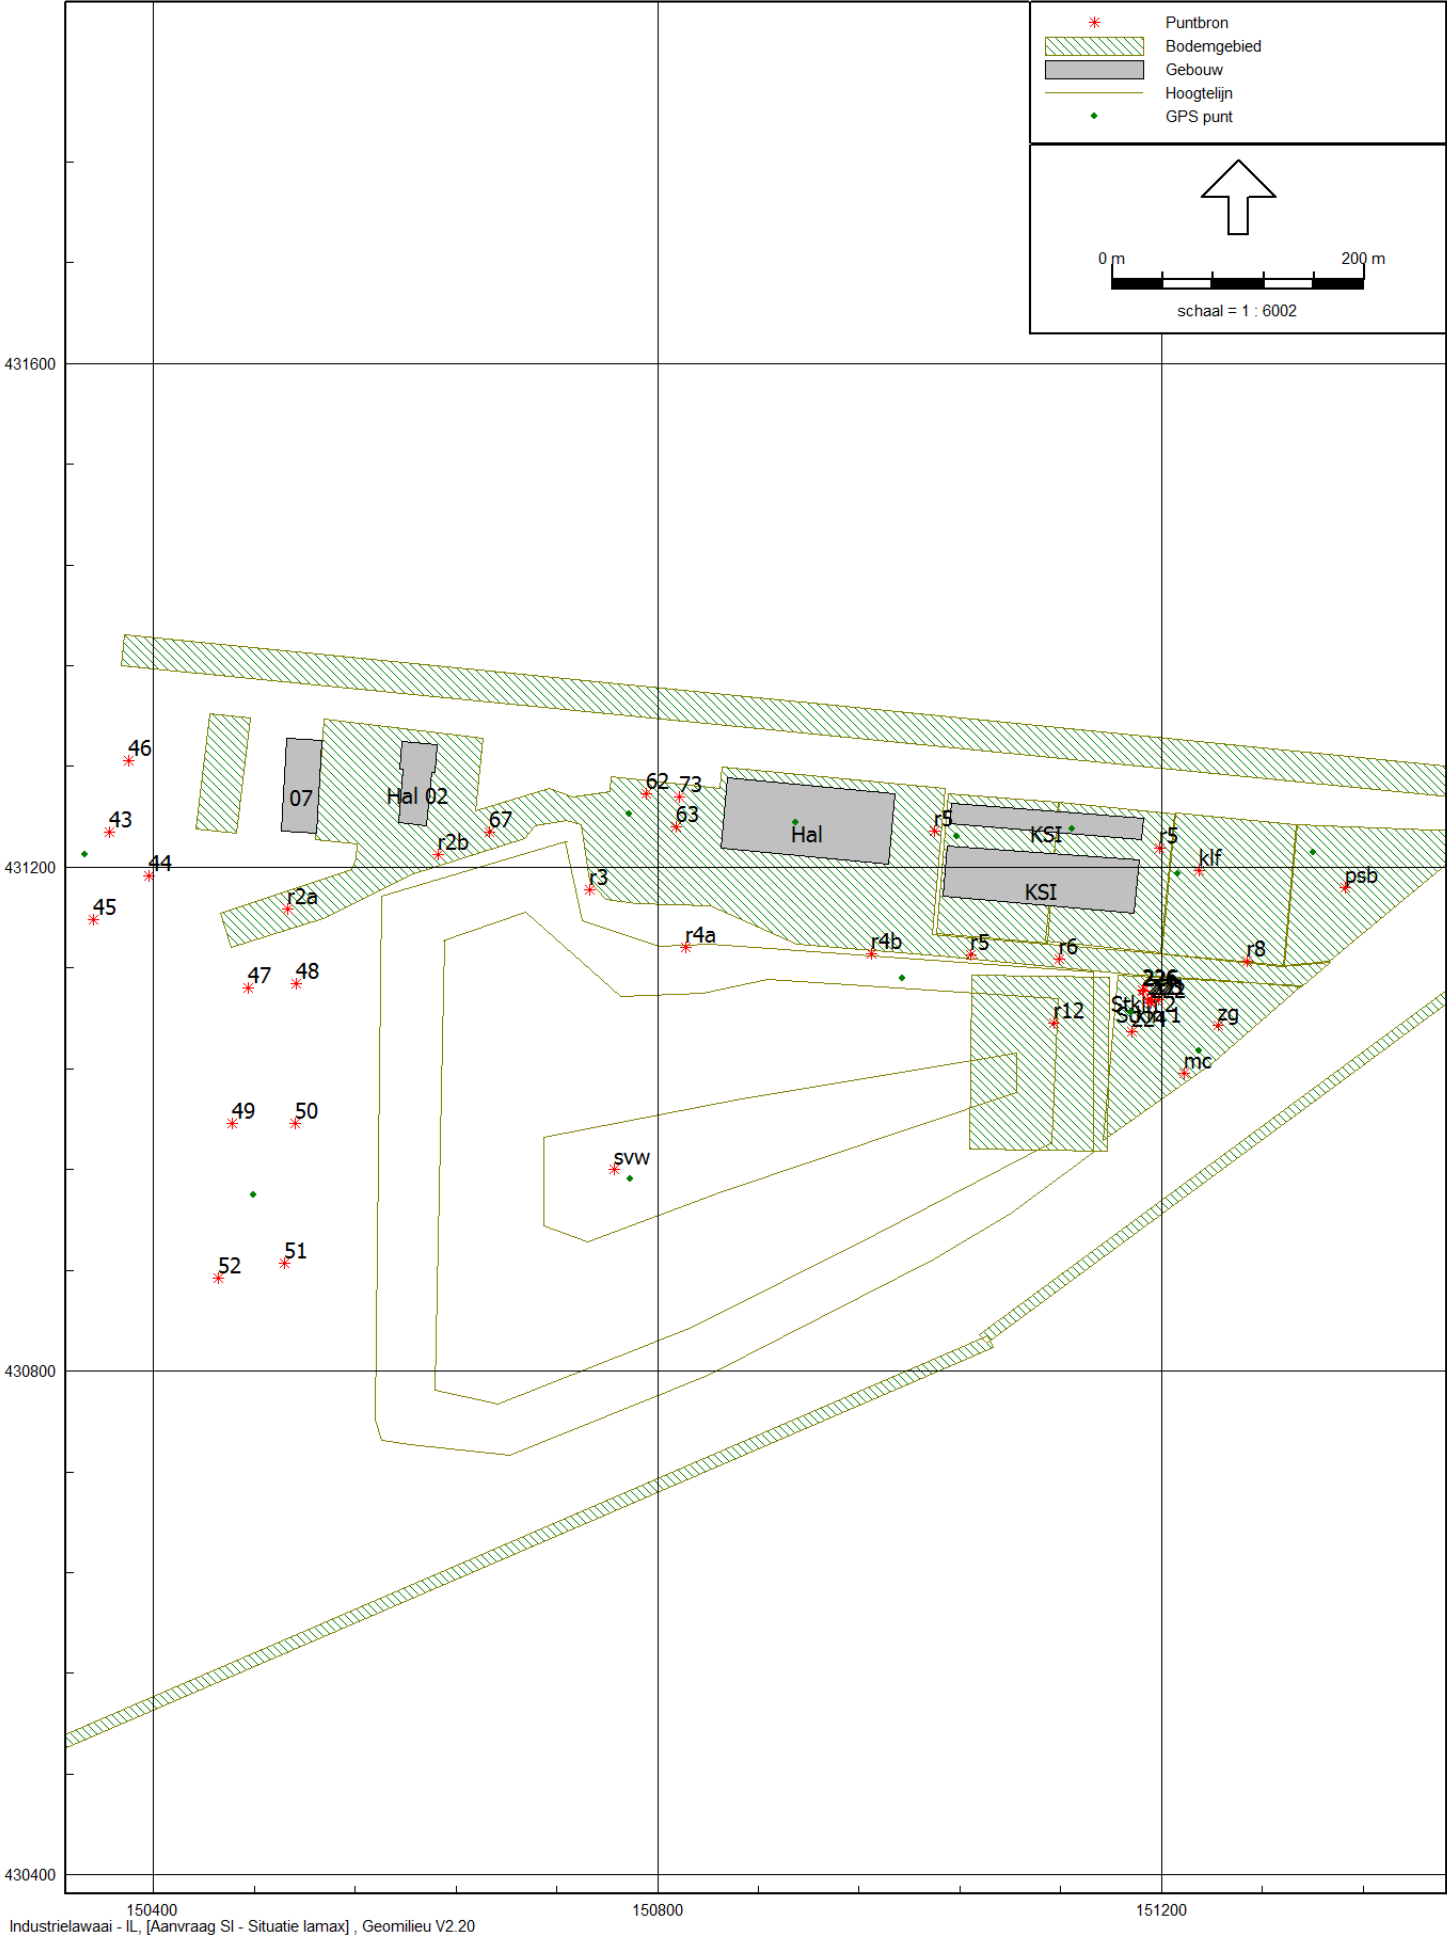 Puntbron
Bodemgebied
Gebouw
Hoogtelijn
GPS punt
0 m 200 m
schaal = 1 : 6002
431600
46
62 73
07 Hal 02
43 67 63 Hal r5 KSI r5
431200
44 r2b klf
r3 psb
45 r2a KSI
r4a r4b r5 r6 r8
47 48
r12 zg
mc
49 50
svw
51
52
430800
430400
150400 150800 151200
Industrielawaai - IL, [Aanvraag SI - Situatie lamax] , Geomilieu V2.20